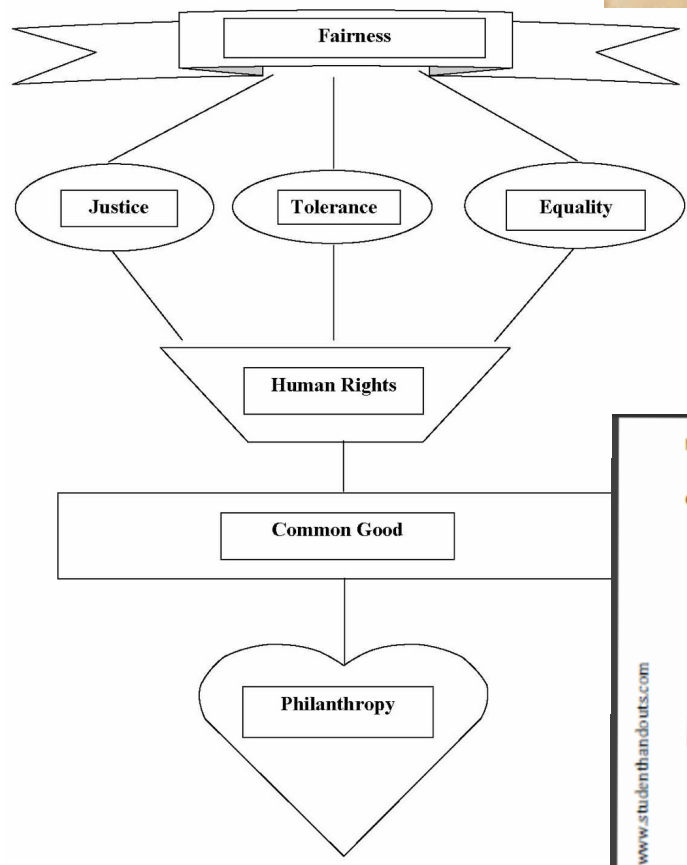 Fairness
Justice
Tolerance
Equality
Human Rights
Common Good
Philanthropy
www.studenthandouts.com